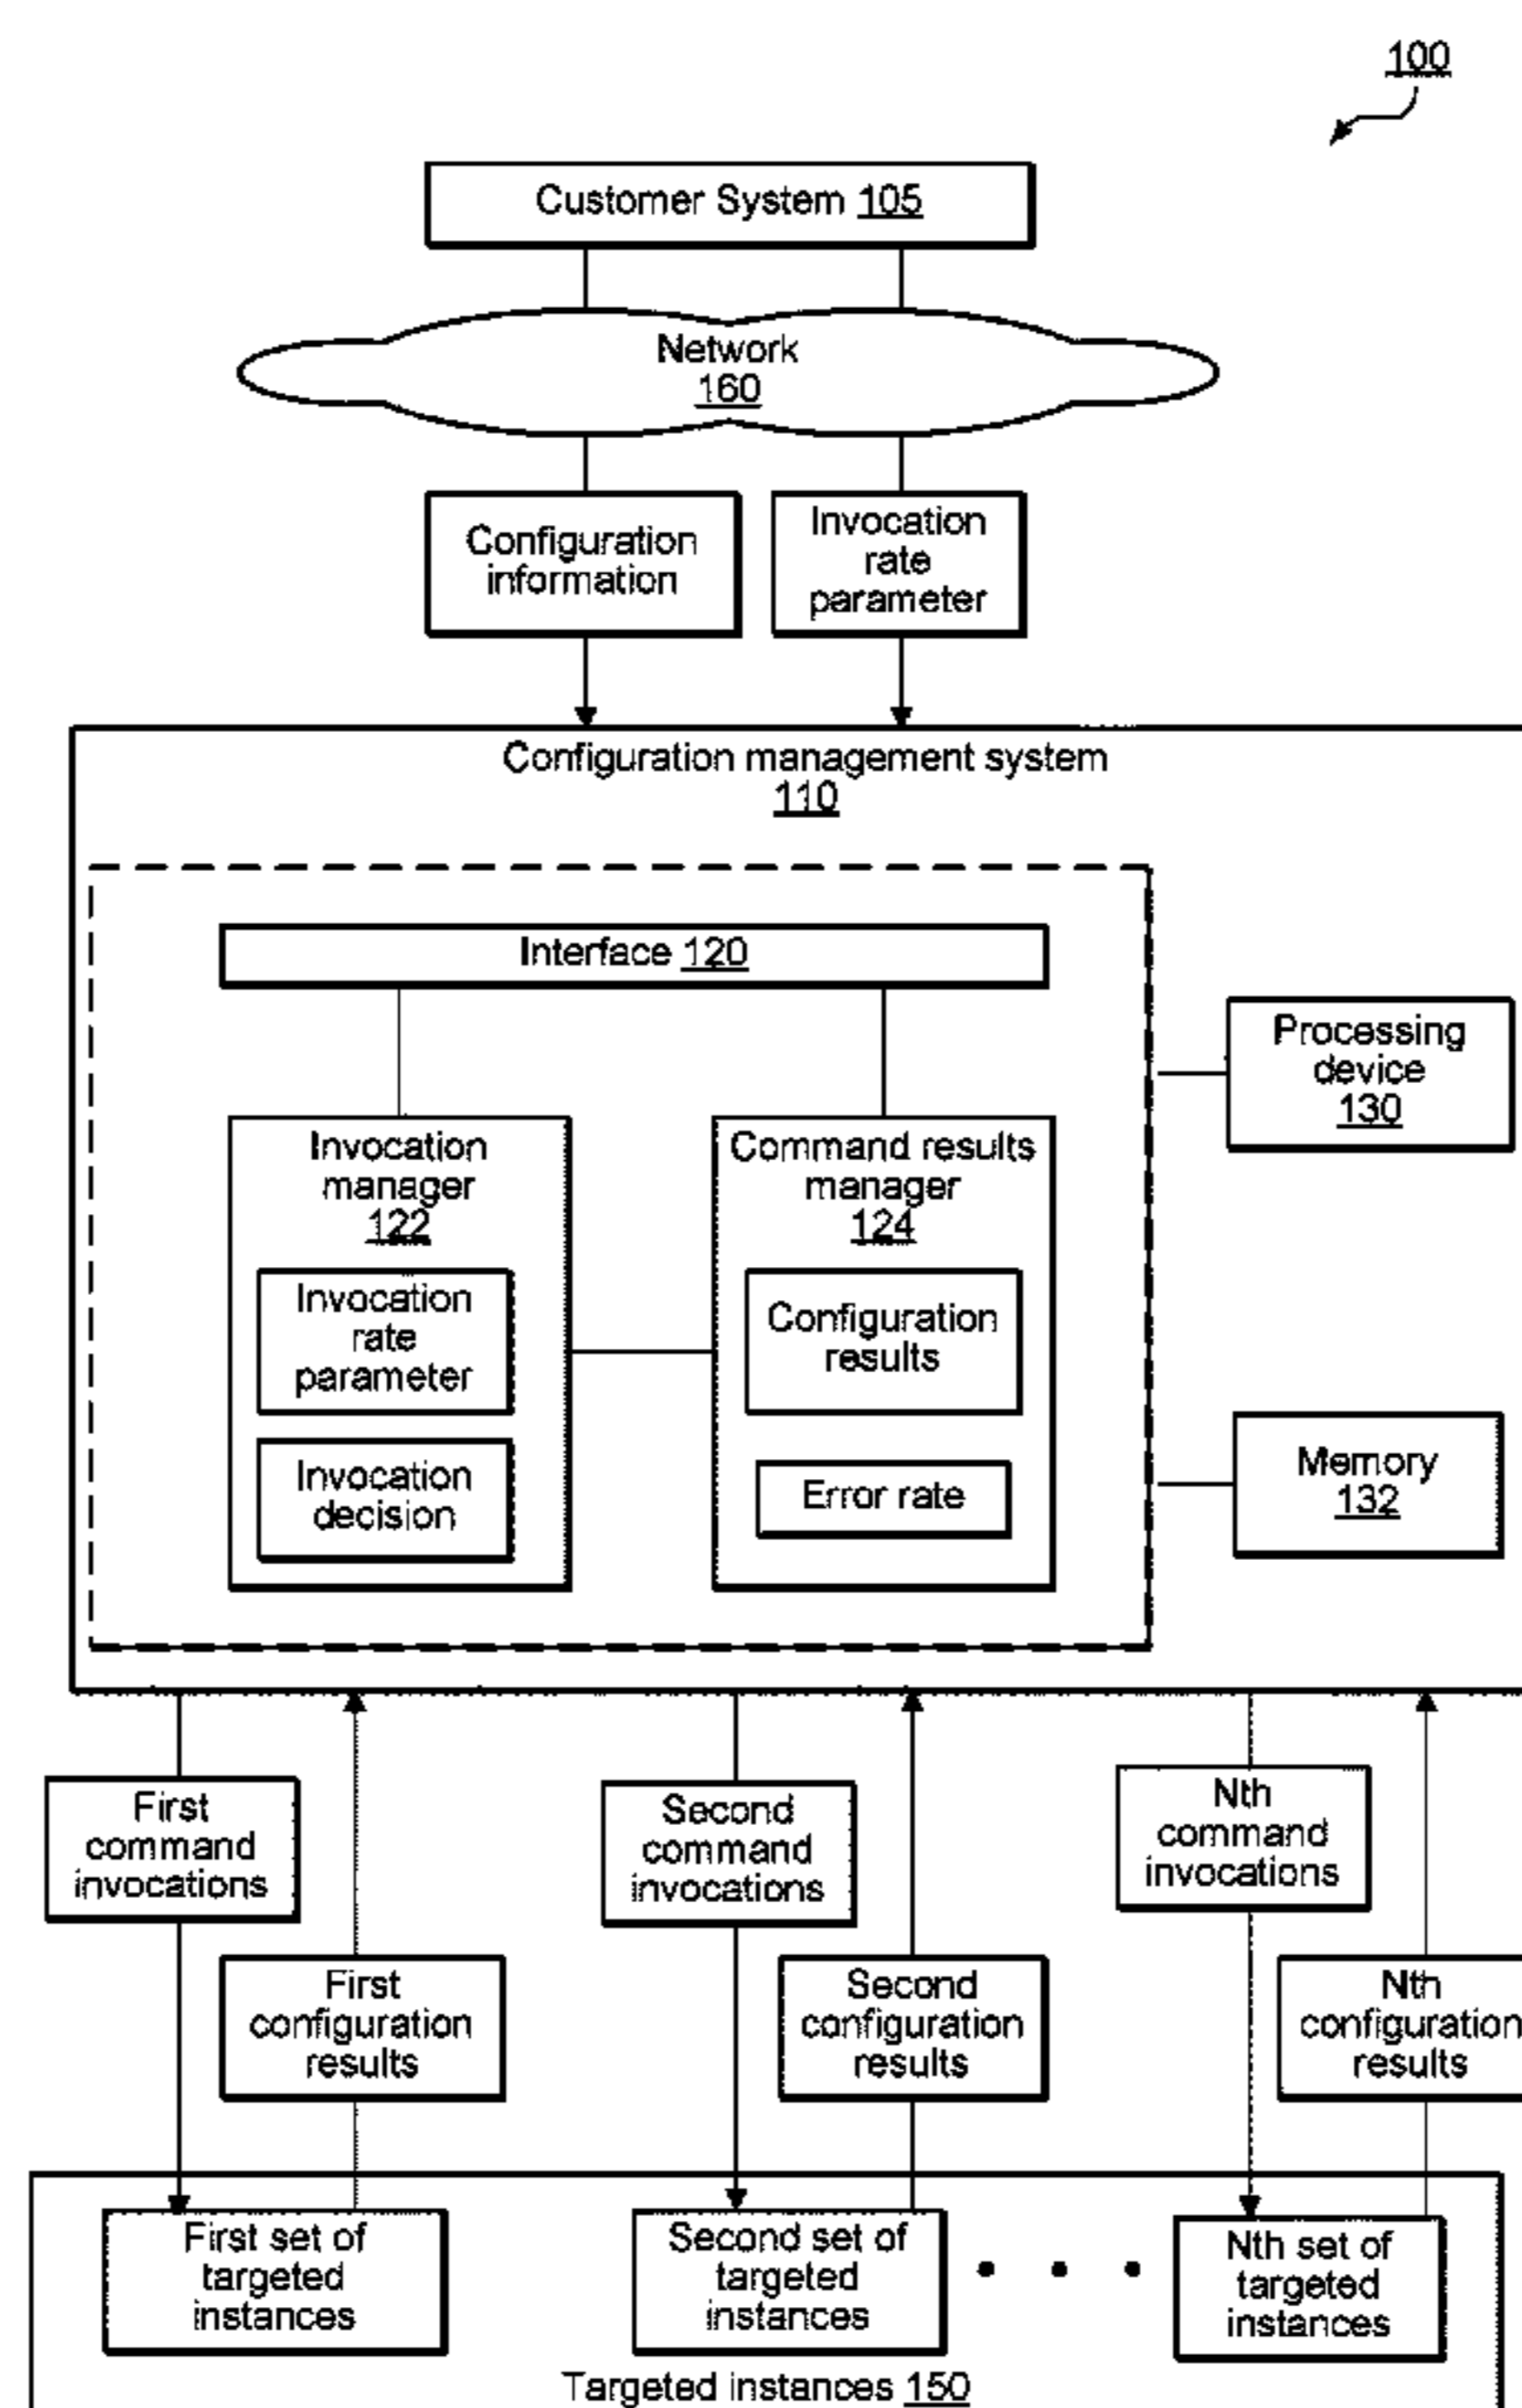 100
Customer System 105
Network
160
Configuration
information
Invocation
rate
parameter
Configuration management system
110
Interface 120
Processing
device
130
Invocation
manager
122
Command results
manager
124
Invocation
rate
parameter
Configuration
results
Invocation
decision
Error rate
Memory
132
First
command
invocations
Second
command
invocations
Nth
command
invocations
First
configuration
results
Second
configuration
results
Nth
configuration
results
First set of
targeted
instances
Second set of
targeted
instances
Nth set of
targeted
instances
Targeted instances 150